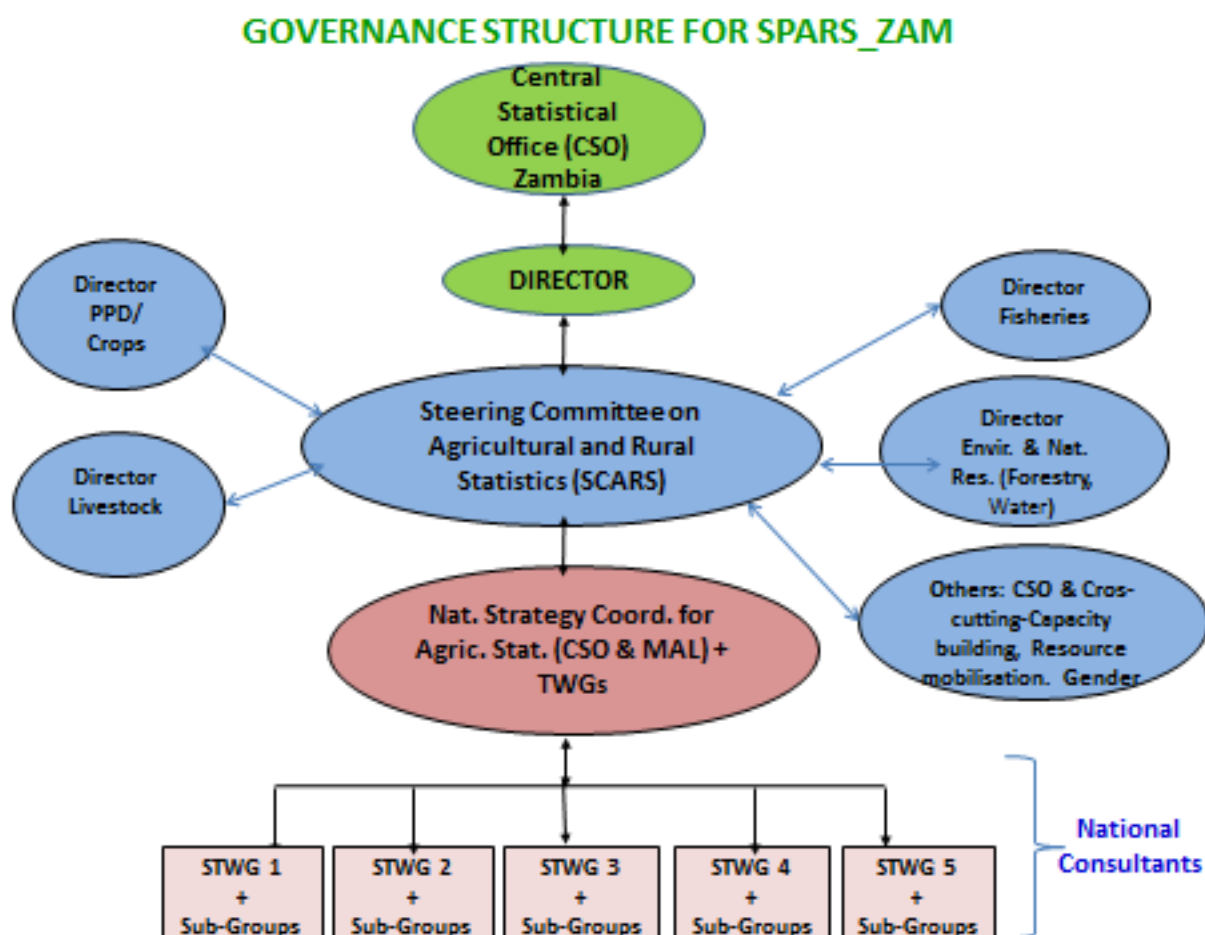 GOVERNANCE STRUCTURE FOR SPARS_ZAM
Central
Statistical
Office (CSO)
Zambia
DIRECTOR
Director
PPD/
Crops
Director
Fisheries
Steering Committee on
Agricultural and Rural
Statistics (SCARS)
Director
Envir. & Nat.
Res. (Forestry,
Water)
Director
Livestock
Others: CSO & Cros-
cutting-Capacity
building, Resource
mobilisation. Gender
Nat. Strategy Coord. for
Agric. Stat. (CSO & MAL) +
TWGs
National
Consultants
STWG 1
+
Sub-Groups
STWG 2
+
Sub-Groups
STWG 3
+
Sub-Groups
STWG 4
+
Sub-Groups
STWG 5
+
Sub-Groups